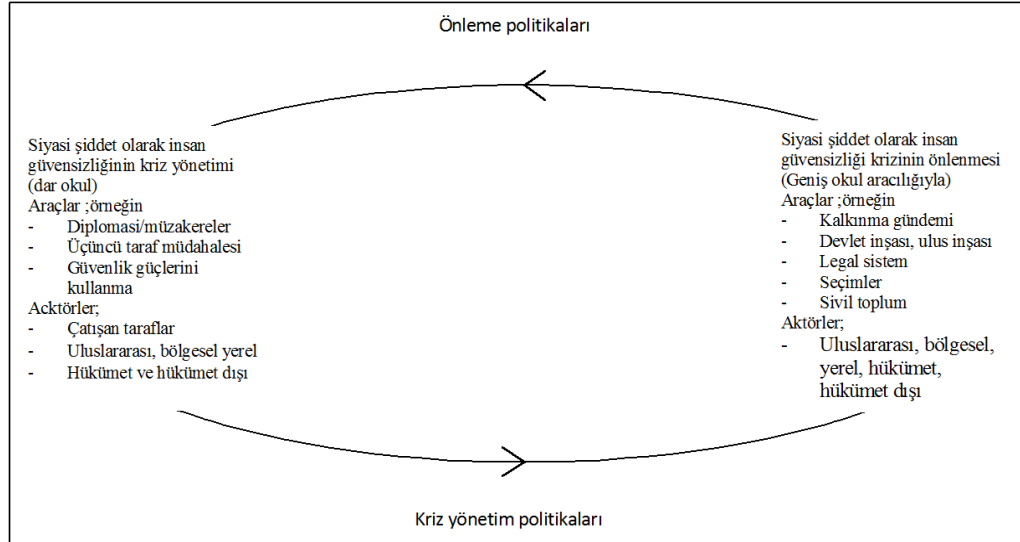 Önleme politikaları
Siyasi şiddet olarak insan
güvensizliğinin kriz yönetimi
(dar okul)
Araçlar ;örneğin
- Diplomasi/müzakereler
- Üçüncü taraf müdahalesi
- Güvenlik güçlerini
kullanma
Acktörler;
- Çatışan taraflar
- Uluslararası, bölgesel yerel
- Hükümet ve hükümet dışı
Siyasi şiddet olarak insan
güvensizliği krizinin önlenmesi
(Geniş okul aracılığıyla)
Araçlar ;örneğin
- Kalkınma gündemi
- Devlet inşası, ulus inşası
- Legal sistem
- Seçimler
- Sivil toplum
Aktörler;
- Uluslararası, bölgesel,
yerel, hükümet,
hükümet dışı
Kriz yönetim politikaları